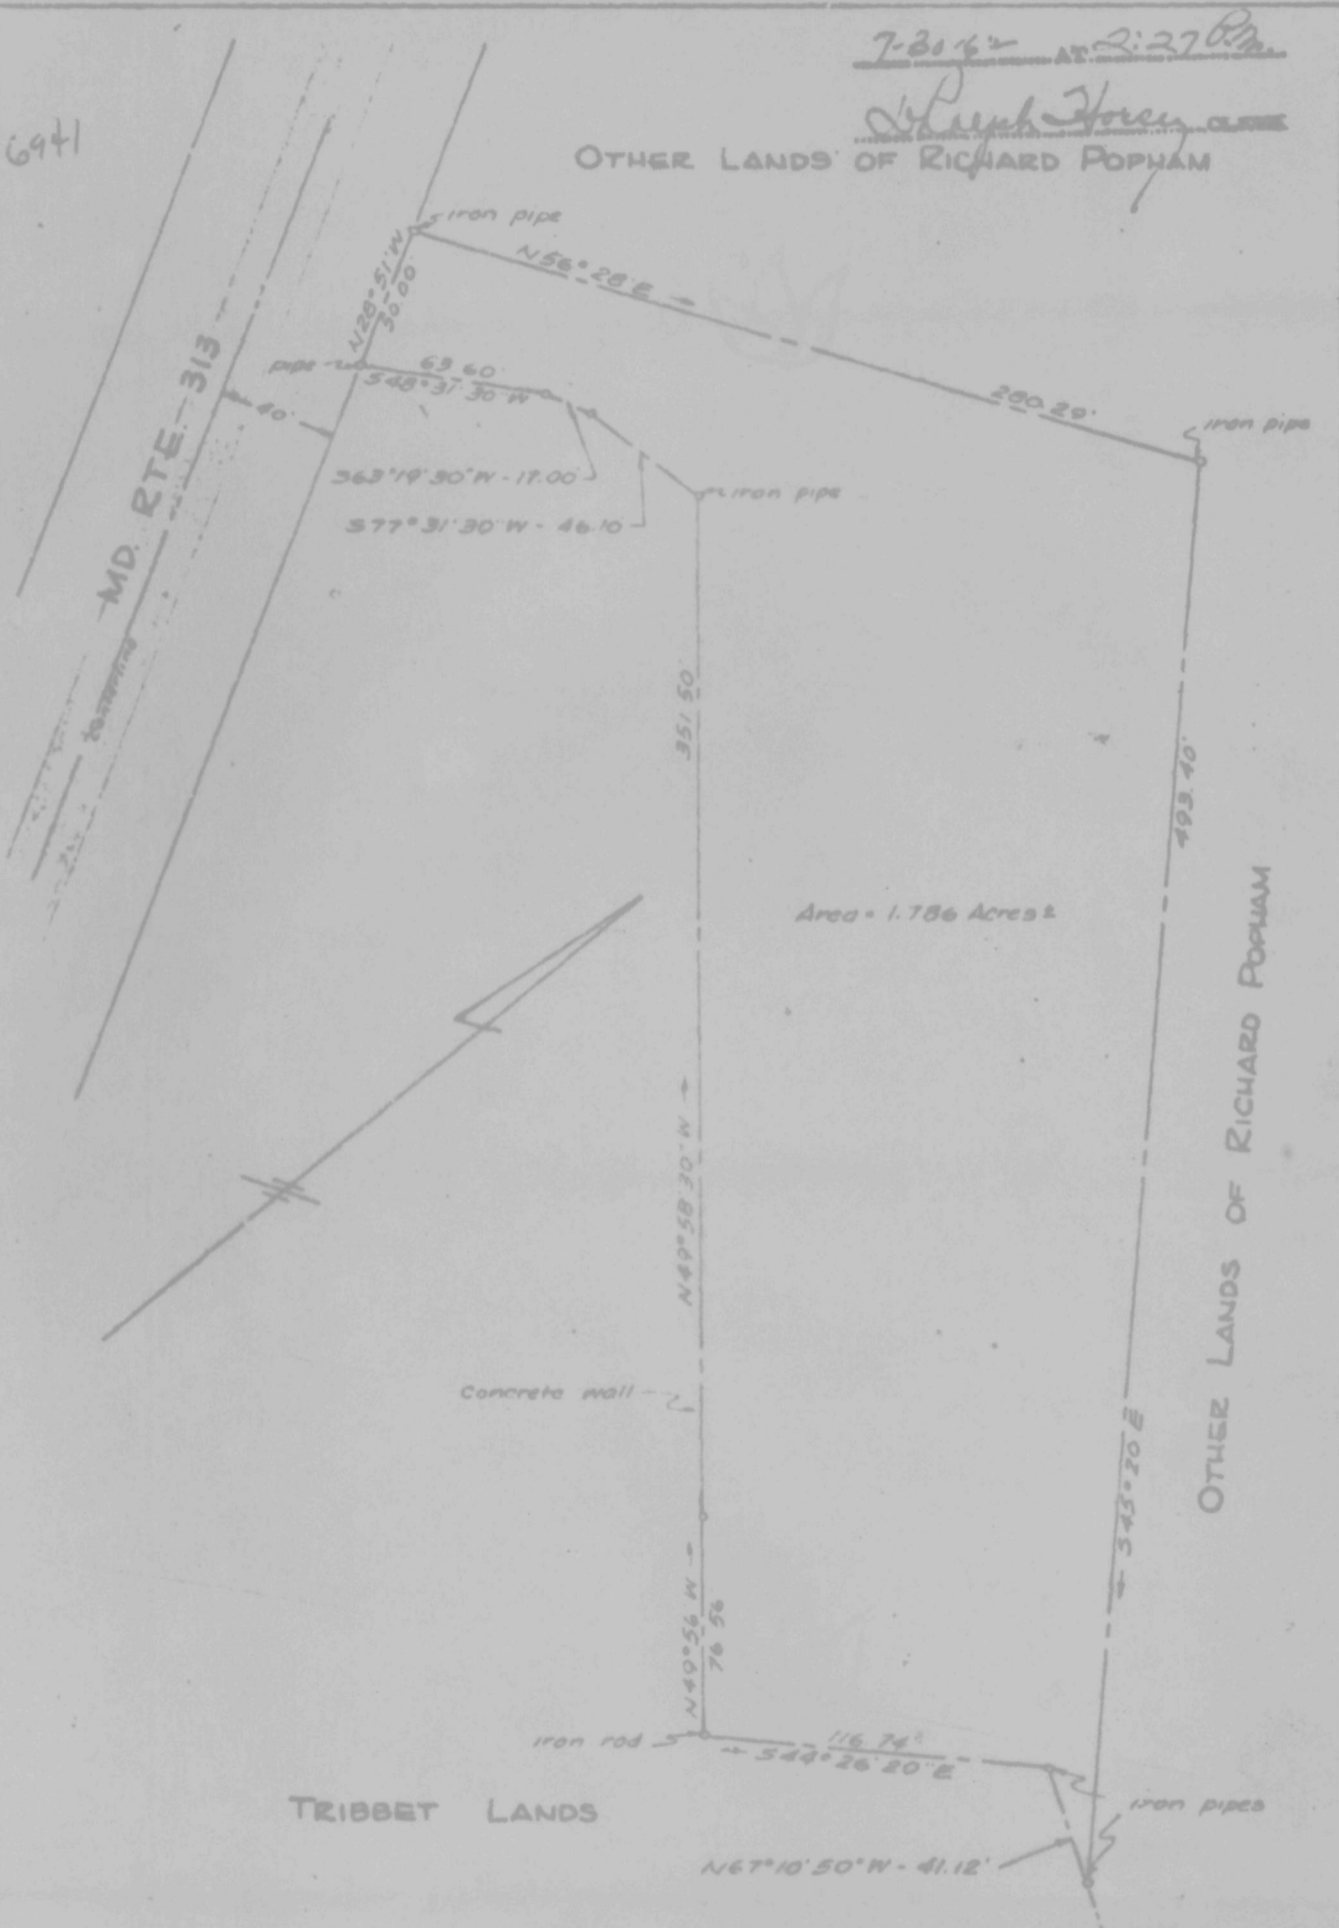 7-30-62 AT 2:27 P.M.
CLERK
6941
OTHER LANDS OF RICHARD POPHAM
iron pipe
N28°51'W
30.00
N56°28'E
pipe
69.60
S48°31'30"W
280.29'
iron pipe
MD. RTE. 313
40'
S63°19'30"W - 17.00'
S77°31'30"W - 46.10
iron pipe
centerline
351.50
493.40'
Area = 1.786 Acres ±
OTHER LANDS OF RICHARD POPHAM
N49°58'30"W
Concrete wall
S45°20'E
N49°56'W
76.56
iron rod
116.74'
S44°26'20"E
TRIBBET LANDS
iron pipes
N67°10'50"W - 41.12'